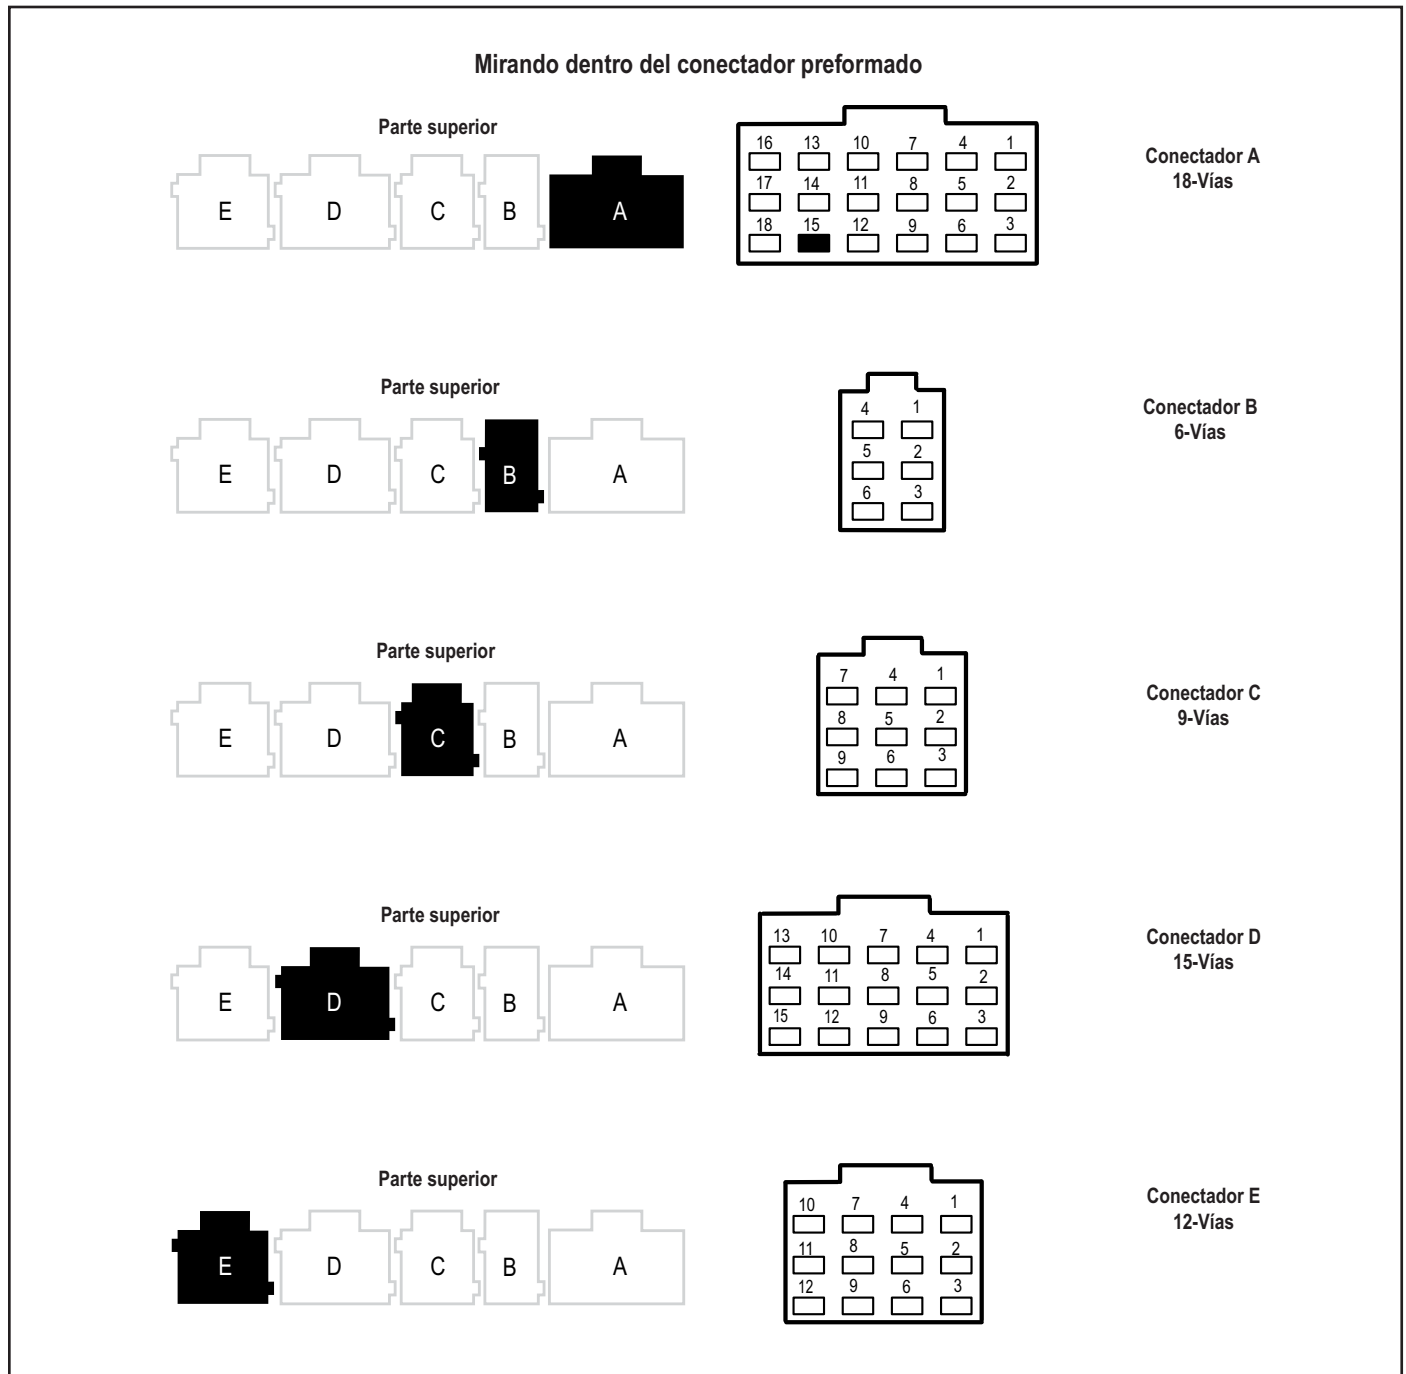 Mirando dentro del conectador preformado
Parte superior
E D C B A
16 13 10 7 4 1
17 14 11 8 5 2
18 15 12 9 6 3
Conectador A
18-Vías
Parte superior
E D C B A
4 1
5 2
6 3
Conectador B
6-Vías
Parte superior
E D C B A
7 4 1
8 5 2
9 6 3
Conectador C
9-Vías
Parte superior
E D C B A
13 10 7 4 1
14 11 8 5 2
15 12 9 6 3
Conectador D
15-Vías
Parte superior
E D C B A
10 7 4 1
11 8 5 2
12 9 6 3
Conectador E
12-Vías